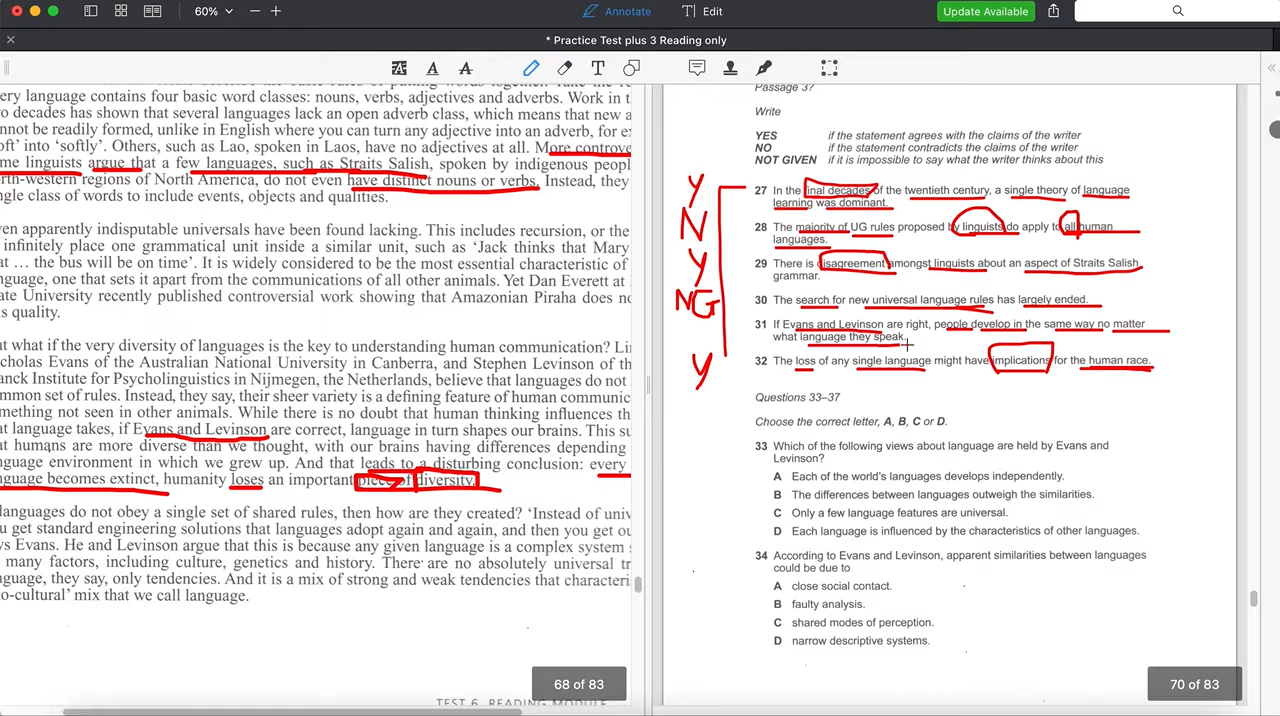 60%
Annotate
Edit
Update Available
* Practice Test plus 3 Reading only
ery language contains four basic word classes: nouns, verbs, adjectives and adverbs. Work in t
o decades has shown that several languages lack an open adverb class, which means that new a
nnot be readily formed, unlike in English where you can turn any adjective into an adverb, for ex
oft' into 'softly'. Others, such as Lao, spoken in Laos, have no adjectives at all. More controve
me linguists argue that a few languages, such as Straits Salish, spoken by indigenous peopl
rth-western regions of North America, do not even have distinct nouns or verbs. Instead, they
ngle class of words to include events, objects and qualities.
ven apparently indisputable universals have been found lacking. This includes recursion, or the
infinitely place one grammatical unit inside a similar unit, such as 'Jack thinks that Mary
at ... the bus will be on time'. It is widely considered to be the most essential characteristic of
nguage, one that sets it apart from the communications of all other animals. Yet Dan Everett at
ate University recently published controversial work showing that Amazonian Piraha does no
is quality.
ut what if the very diversity of languages is the key to understanding human communication? Li
cholas Evans of the Australian National University in Canberra, and Stephen Levinson of the
anck Institute for Psycholinguistics in Nijmegen, the Netherlands, believe that languages do not
mmon set of rules. Instead, they say, their sheer variety is a defining feature of human communic
mething not seen in other animals. While there is no doubt that human thinking influences th
at language takes, if Evans and Levinson are correct, language in turn shapes our brains. This su
at humans are more diverse than we thought, with our brains having differences depending
nguage environment in which we grew up. And that leads to a disturbing conclusion: every
nguage becomes extinct, humanity loses an important piece of diversity.
languages do not obey a single set of shared rules, then how are they created? 'Instead of univ
u get standard engineering solutions that languages adopt again and again, and then you get ou
ys Evans. He and Levinson argue that this is because any given language is a complex system
many factors, including culture, genetics and history. There are no absolutely universal tr
nguage, they say, only tendencies. And it is a mix of strong and weak tendencies that characteri
o-cultural' mix that we call language.
68 of 83
TEST 6, READING MODULE
Passage 3?
Write
YES if the statement agrees with the claims of the writer
NO if the statement contradicts the claims of the writer
NOT GIVEN if it is impossible to say what the writer thinks about this
Y 27 In the final decades of the twentieth century, a single theory of language
learning was dominant.
N 28 The majority of UG rules proposed by linguists do apply to all human
languages.
Y 29 There is disagreement amongst linguists about an aspect of Straits Salish
grammar.
NG 30 The search for new universal language rules has largely ended.
31 If Evans and Levinson are right, people develop in the same way no matter
what language they speak.
Y 32 The loss of any single language might have implications for the human race.
Questions 33–37
Choose the correct letter, A, B, C or D.
33 Which of the following views about language are held by Evans and
Levinson?
A Each of the world's languages develops independently.
B The differences between languages outweigh the similarities.
C Only a few language features are universal.
D Each language is influenced by the characteristics of other languages.
34 According to Evans and Levinson, apparent similarities between languages
could be due to
A close social contact.
B faulty analysis.
C shared modes of perception.
D narrow descriptive systems.
70 of 83